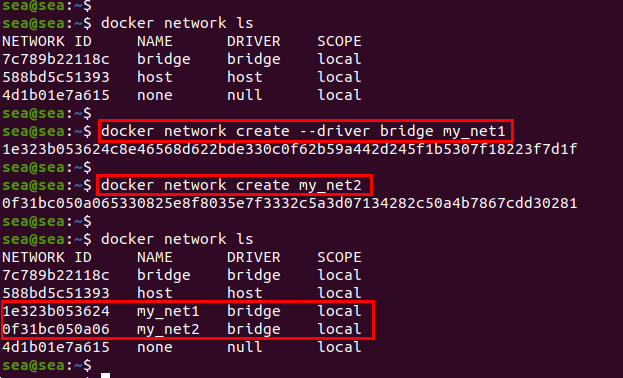 sea@sea:~$
sea@sea:~$ docker network ls
NETWORK ID     NAME      DRIVER    SCOPE
7c789b22118c   bridge    bridge    local
588bd5c51393   host      host      local
4d1b01e7a615   none      null      local
sea@sea:~$
sea@sea:~$ docker network create --driver bridge my_net1
1e323b053624c8e46568d622bde330c0f62b59a442d245f1b5307f18223f7d1f
sea@sea:~$
sea@sea:~$ docker network create my_net2
0f31bc050a065330825e8f8035e7f3332c5a3d07134282c50a4b7867cdd30281
sea@sea:~$
sea@sea:~$ docker network ls
NETWORK ID     NAME      DRIVER    SCOPE
7c789b22118c   bridge    bridge    local
588bd5c51393   host      host      local
1e323b053624   my_net1   bridge    local
0f31bc050a06   my_net2   bridge    local
4d1b01e7a615   none      null      local
sea@sea:~$